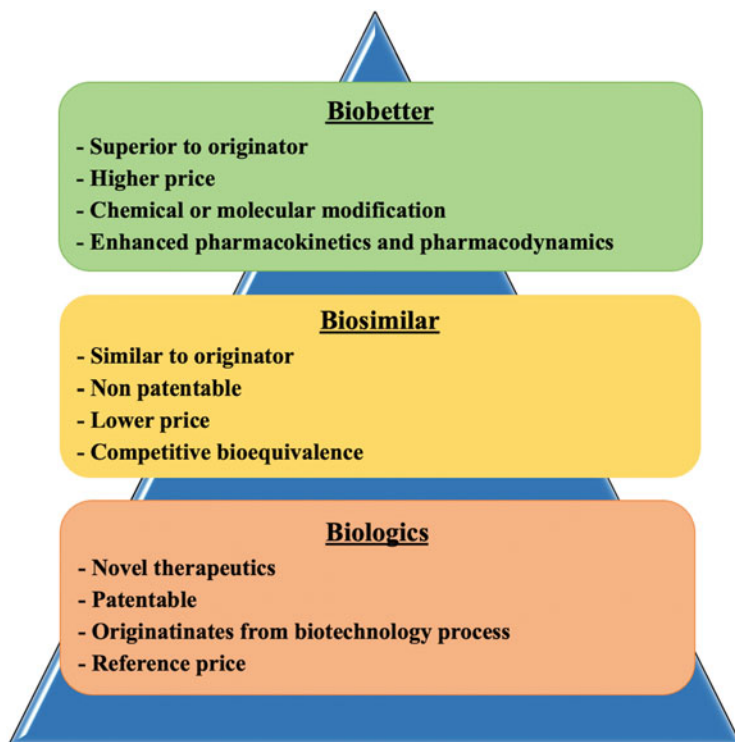 Biobetter
- Superior to originator
- Higher price
- Chemical or molecular modification
- Enhanced pharmacokinetics and pharmacodynamics
Biosimilar
- Similar to originator
- Non patentable
- Lower price
- Competitive bioequivalence
Biologics
- Novel therapeutics
- Patentable
- Originatinates from biotechnology process
- Reference price